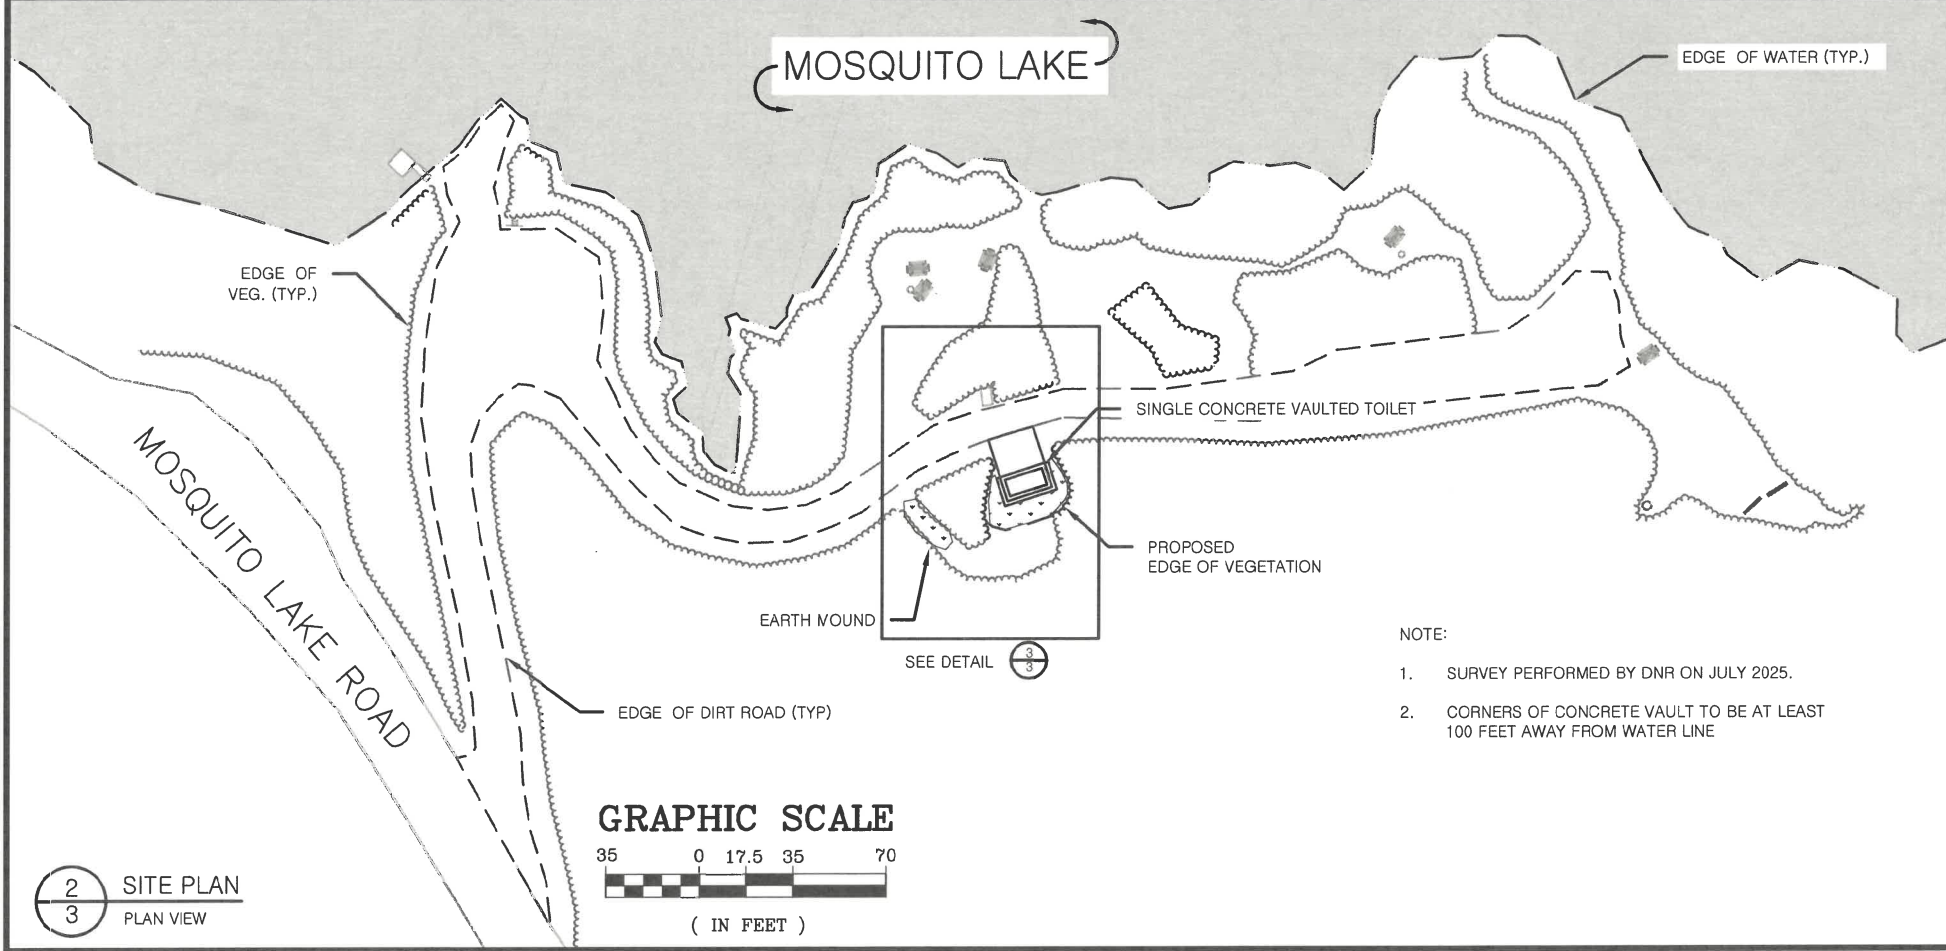 MOSQUITO LAKE
EDGE OF WATER (TYP.)
EDGE OF
VEG. (TYP.)
SINGLE CONCRETE VAULTED TOILET
MOSQUITO LAKE ROAD
PROPOSED
EDGE OF VEGETATION
EARTH MOUND
SEE DETAIL
3
3
EDGE OF DIRT ROAD (TYP)
NOTE:
1. SURVEY PERFORMED BY DNR ON JULY 2025.
2. CORNERS OF CONCRETE VAULT TO BE AT LEAST
100 FEET AWAY FROM WATER LINE
GRAPHIC SCALE
35 0 17.5 35 70
( IN FEET )
2
3
SITE PLAN
PLAN VIEW